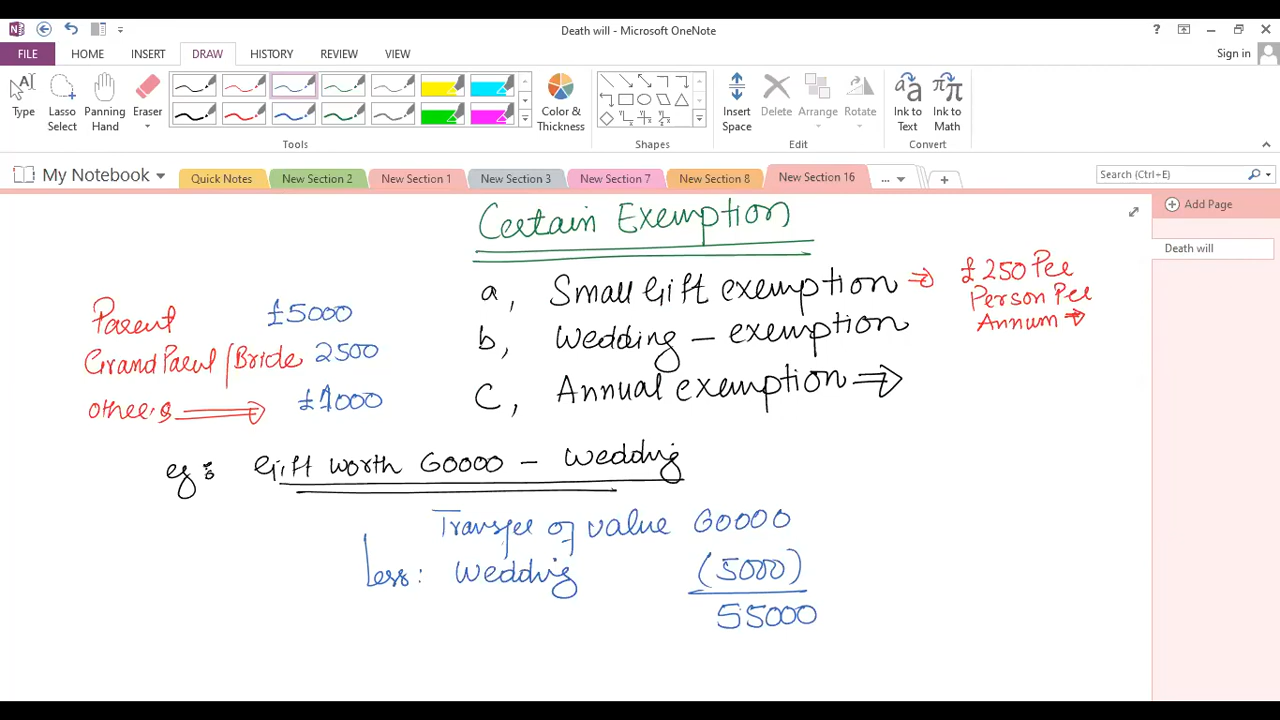 Death will - Microsoft OneNote
Sign in
FILE HOME INSERT DRAW HISTORY REVIEW VIEW
Type
Lasso Select
Panning Hand
Eraser
Color & Thickness
Insert Space
Delete
Arrange
Rotate
Ink to Text
Ink to Math
Tools
Shapes
Edit
Convert
My Notebook
Quick Notes
New Section 2
New Section 1
New Section 3
New Section 7
New Section 8
New Section 16
...
Search (Ctrl+E)
Add Page
Death will
Certain Exemption
a, Small Gift exemption → £250 Per
Person Per
Annum →
b, Wedding - exemption
C, Annual exemption ⇒
Parent £5000
Grand Parent / Bride 2500
others ⇒ £1000
eg: Gift worth 60000 - Wedding
Transfer of value 60000
Less: Wedding (5000)
55000